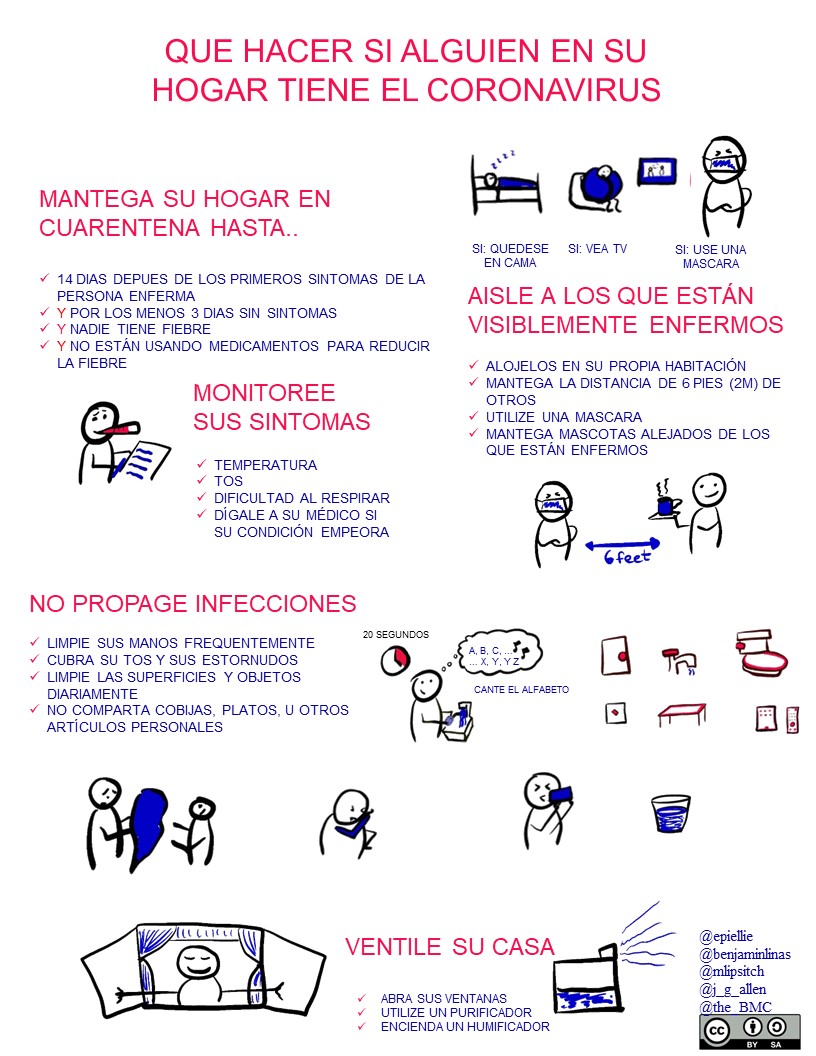 QUE HACER SI ALGUIEN EN SU
HOGAR TIENE EL CORONAVIRUS
MANTEGA SU HOGAR EN
CUARENTENA HASTA..
14 DIAS DEPUES DE LOS PRIMEROS SINTOMAS DE LA
PERSONA ENFERMA
Y POR LOS MENOS 3 DIAS SIN SINTOMAS
Y NADIE TIENE FIEBRE
Y NO ESTÁN USANDO MEDICAMENTOS PARA REDUCIR
LA FIEBRE
zzzz
SI: QUEDESE
EN CAMA
SI: VEA TV
SI: USE UNA
MASCARA
AISLE A LOS QUE ESTÁN
VISIBLEMENTE ENFERMOS
ALOJELOS EN SU PROPIA HABITACIÓN
MANTEGA LA DISTANCIA DE 6 PIES (2M) DE
OTROS
UTILIZE UNA MASCARA
MANTEGA MASCOTAS ALEJADOS DE LOS
QUE ESTÁN ENFERMOS
6 feet
MONITOREE
SUS SINTOMAS
TEMPERATURA
TOS
DIFICULTAD AL RESPIRAR
DÍGALE A SU MÉDICO SI
SU CONDICIÓN EMPEORA
NO PROPAGE INFECCIONES
LIMPIE SUS MANOS FREQUENTEMENTE
CUBRA SU TOS Y SUS ESTORNUDOS
LIMPIE LAS SUPERFICIES Y OBJETOS
DIARIAMENTE
NO COMPARTA COBIJAS, PLATOS, U OTROS
ARTÍCULOS PERSONALES
20 SEGUNDOS
A, B, C, ...
... X, Y, Y Z
CANTE EL ALFABETO
VENTILE SU CASA
ABRA SUS VENTANAS
UTILIZE UN PURIFICADOR
ENCIENDA UN HUMIFICADOR
@epiellie
@benjaminlinas
@mlipsitch
@j_g_allen
@the_BMC
cc
BY SA